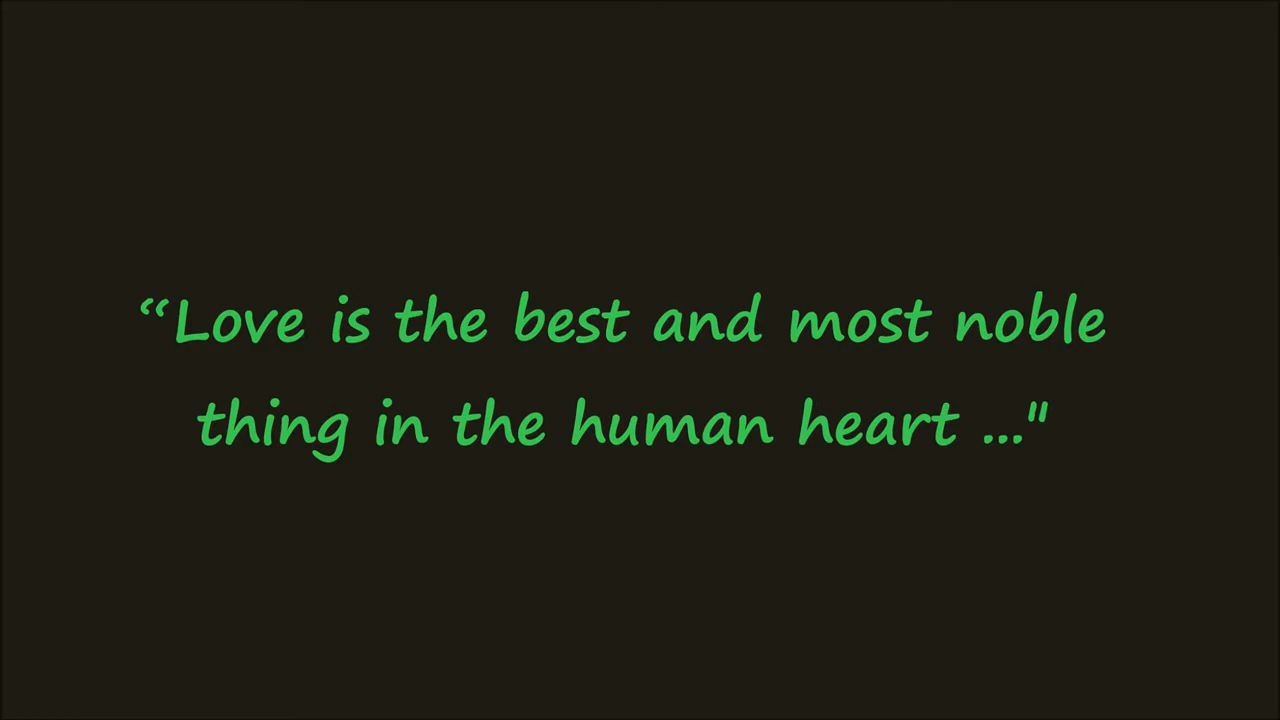 “Love is the best and most noble
thing in the human heart ..."